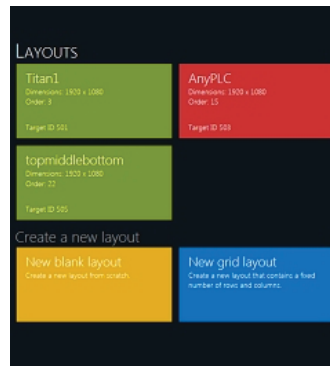 LAYOUTS
Titan1
Dimensions: 1920 x 1080
Order: 3
Target ID 501
AnyPLC
Dimensions: 1920 x 1080
Order: 15
Target ID 503
topmiddlebottom
Dimensions: 1920 x 1080
Order: 22
Target ID 505
Create a new layout
New blank layout
Create a new layout from scratch.
New grid layout
Create a new layout that contains a fixed
number of rows and columns.